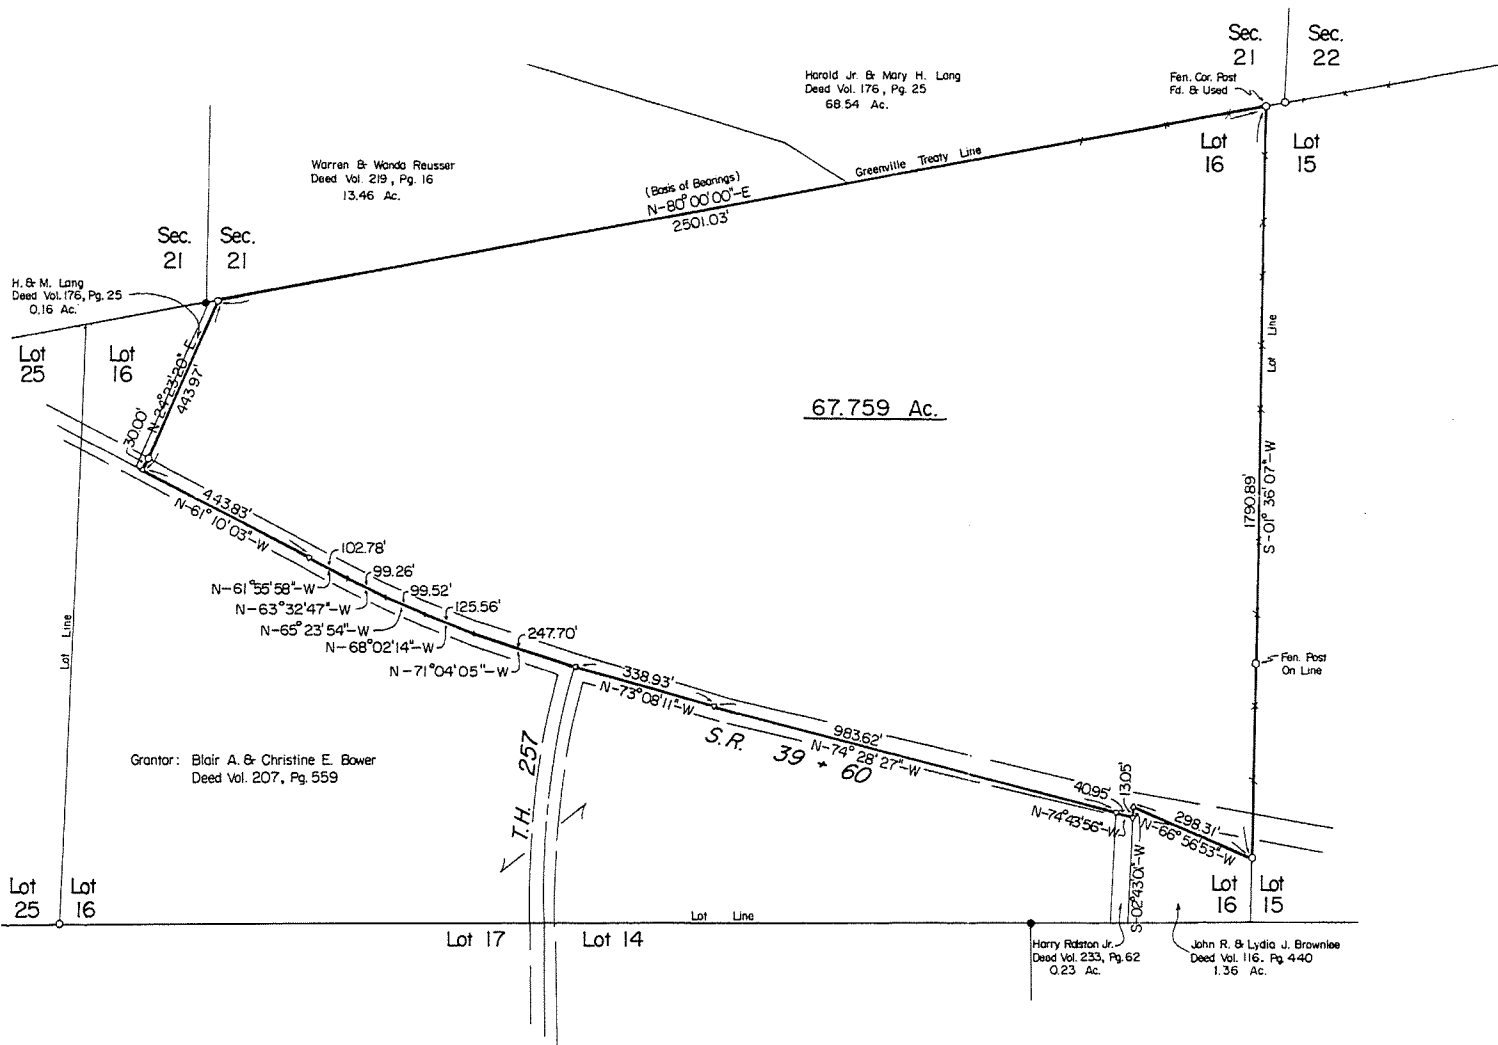 Sec. 21
Sec. 22
Harold Jr. & Mary H. Lang
Deed Vol. 176, Pg. 25
68.54 Ac.
Fen. Cor. Post
Fd. & Used
Lot 16
Lot 15
Warren & Wanda Reusser
Deed Vol. 219, Pg. 16
13.46 Ac.
Greenville Treaty Line
(Basis of Bearings)
N-80°00'00"-E
2501.03'
Sec. 21
Sec. 21
H. & M. Lang
Deed Vol. 176, Pg. 25
0.16 Ac.
Lot 25
Lot 16
N-24°23'20"-E
443.97'
30.00'
Lot Line
67.759 Ac.
1790.89'
S-01°36'07"-W
443.83'
N-61°10'03"-W
102.78'
N-61°55'58"-W
99.26'
N-63°32'47"-W
99.52'
N-65°23'54"-W
125.56'
N-68°02'14"-W
247.70'
N-71°04'05"-W
338.93'
N-73°08'11"-W
Fen. Post
On Line
Lot Line
983.62'
N-74°28'27"-W
S.R. 39 + 60
T.H. 257
Grantor: Blair A. & Christine E. Bower
Deed Vol. 207, Pg. 559
40.95'
13.05'
N-74°43'56"-W
298.31'
N-66°56'53"-W
S-02°43'01"-W
Lot 25
Lot 16
Lot 16
Lot 15
Lot Line
Lot 17
Lot 14
Harry Ralston Jr.
Deed Vol. 233, Pg. 62
0.23 Ac.
John R. & Lydia J. Brownlee
Deed Vol. 116. Pg. 440
1.36 Ac.